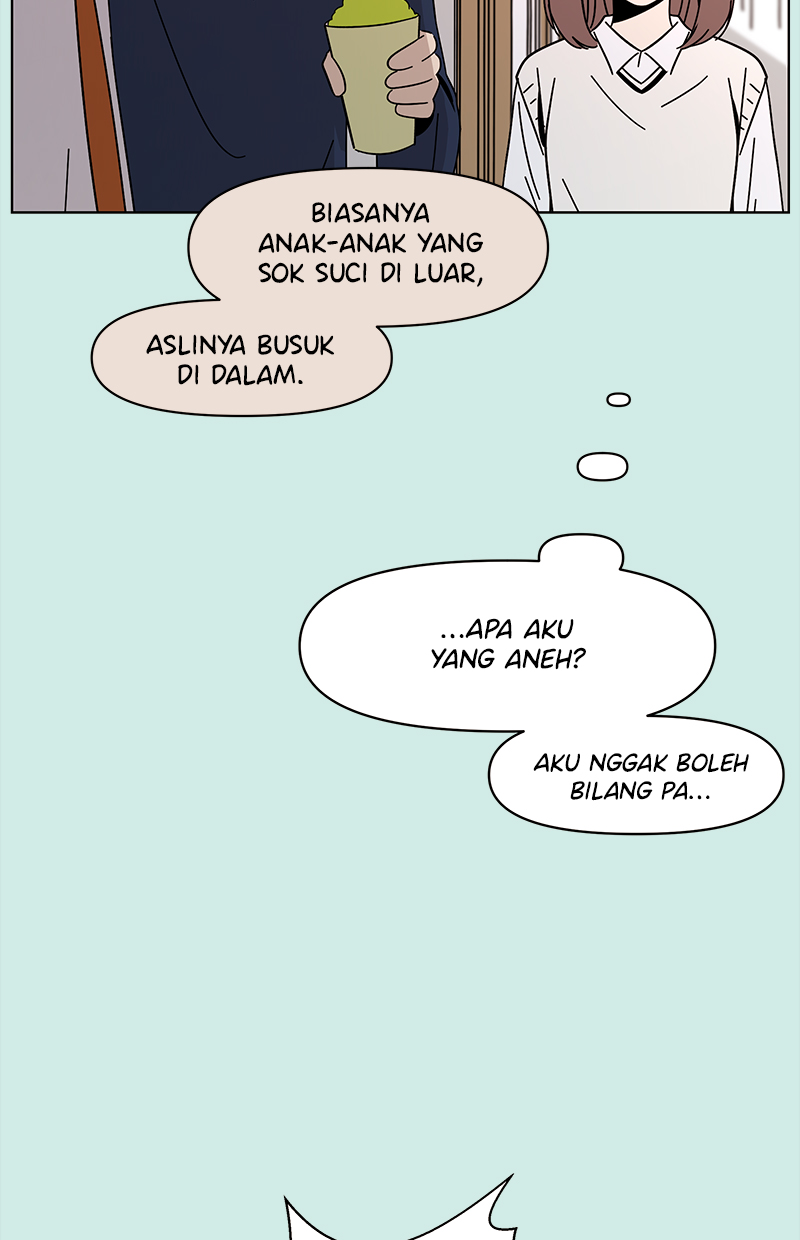 BIASANYA
ANAK-ANAK YANG
SOK SUCI DI LUAR,
ASLINYA BUSUK
DI DALAM.
...APA AKU
YANG ANEH?
AKU NGGAK BOLEH
BILANG PA...